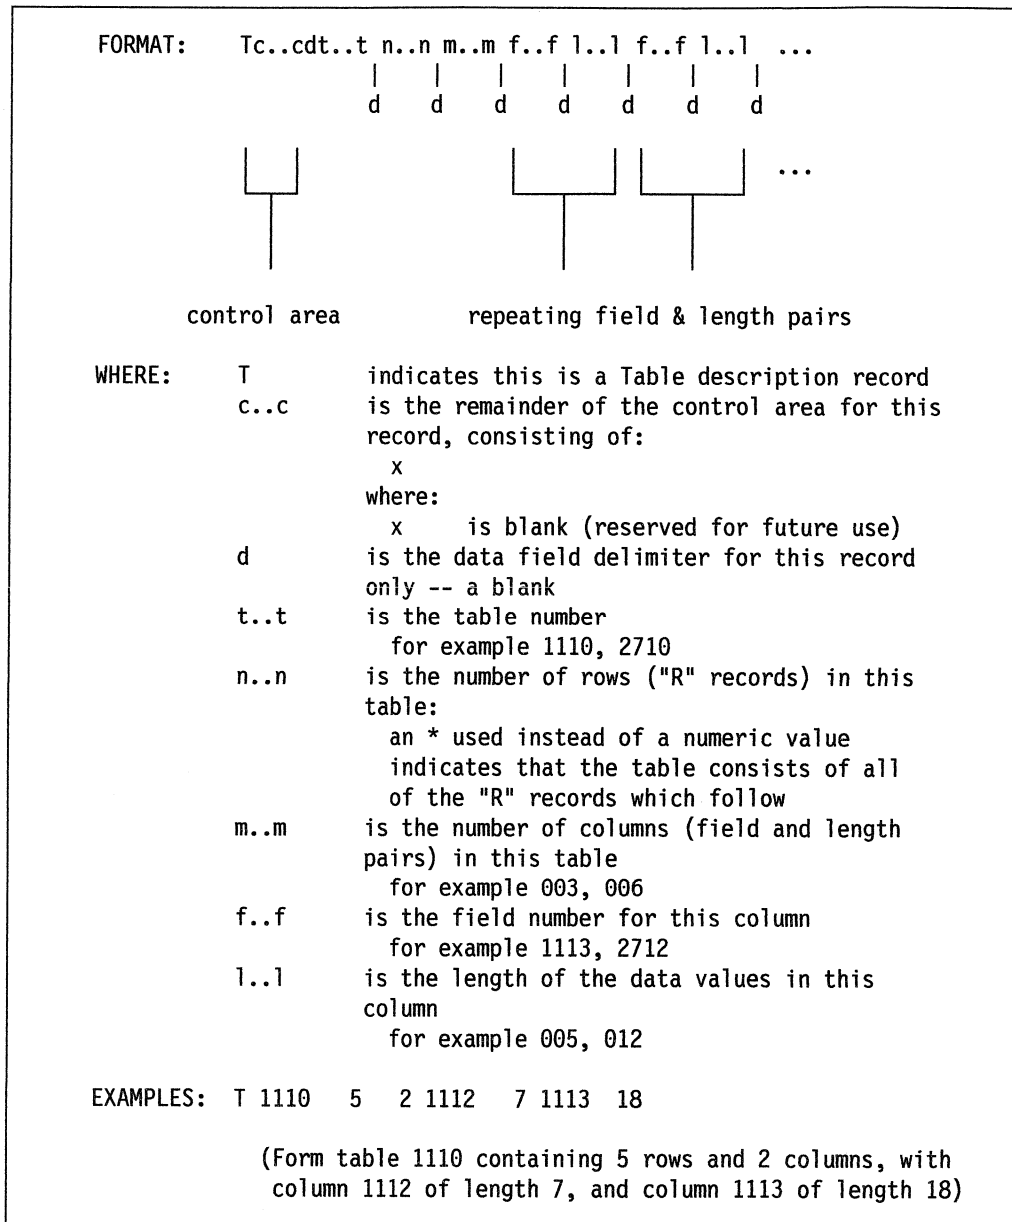 FORMAT: Tc..cdt..t n..n m..m f..f l..l f..f l..l ...
d d d d d d d
...
control area repeating field & length pairs
WHERE: T indicates this is a Table description record
c..c is the remainder of the control area for this
record, consisting of:
x
where:
x is blank (reserved for future use)
d is the data field delimiter for this record
only -- a blank
t..t is the table number
for example 1110, 2710
n..n is the number of rows ("R" records) in this
table:
an * used instead of a numeric value
indicates that the table consists of all
of the "R" records which follow
m..m is the number of columns (field and length
pairs) in this table
for example 003, 006
f..f is the field number for this column
for example 1113, 2712
l..l is the length of the data values in this
column
for example 005, 012
EXAMPLES: T 1110 5 2 1112 7 1113 18
(Form table 1110 containing 5 rows and 2 columns, with
column 1112 of length 7, and column 1113 of length 18)